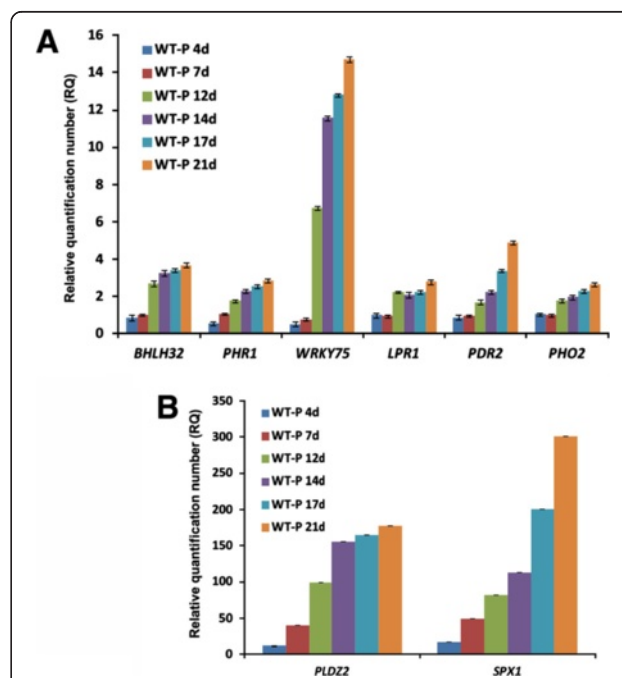 A
Relative quantification number (RQ)
16
14
12
10
8
6
4
2
0
WT-P 4d
WT-P 7d
WT-P 12d
WT-P 14d
WT-P 17d
WT-P 21d
BHLH32 PHR1 WRKY75 LPR1 PDR2 PHO2
B
Relative quantification number (RQ)
350
300
250
200
150
100
50
0
WT-P 4d
WT-P 7d
WT-P 12d
WT-P 14d
WT-P 17d
WT-P 21d
PLDZ2 SPX1